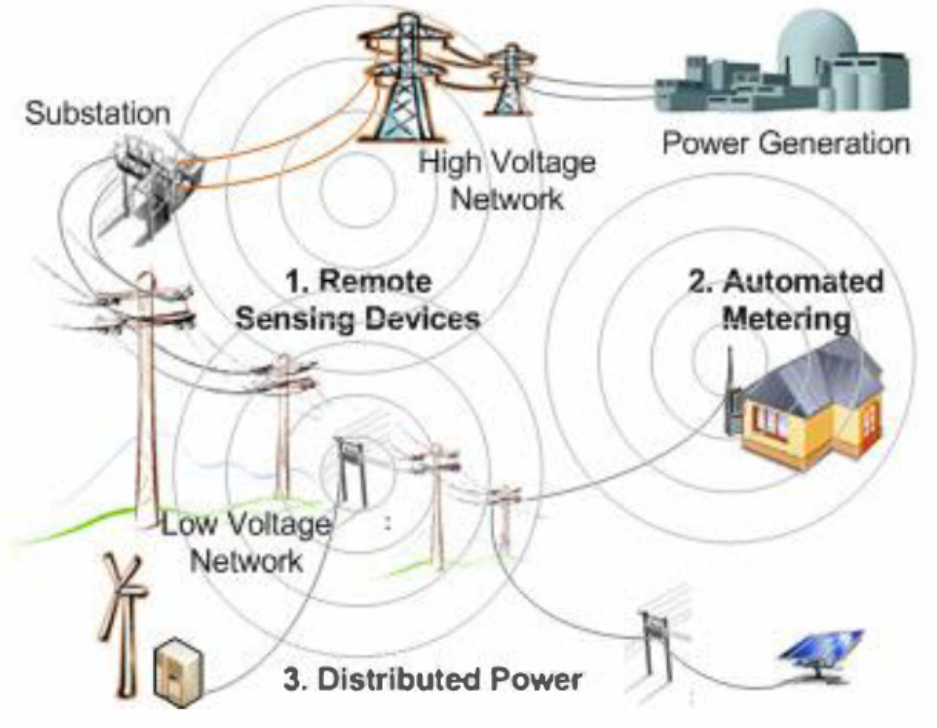 Substation
High Voltage
Network
Power Generation
1. Remote
Sensing Devices
2. Automated
Metering
Low Voltage
Network
3. Distributed Power